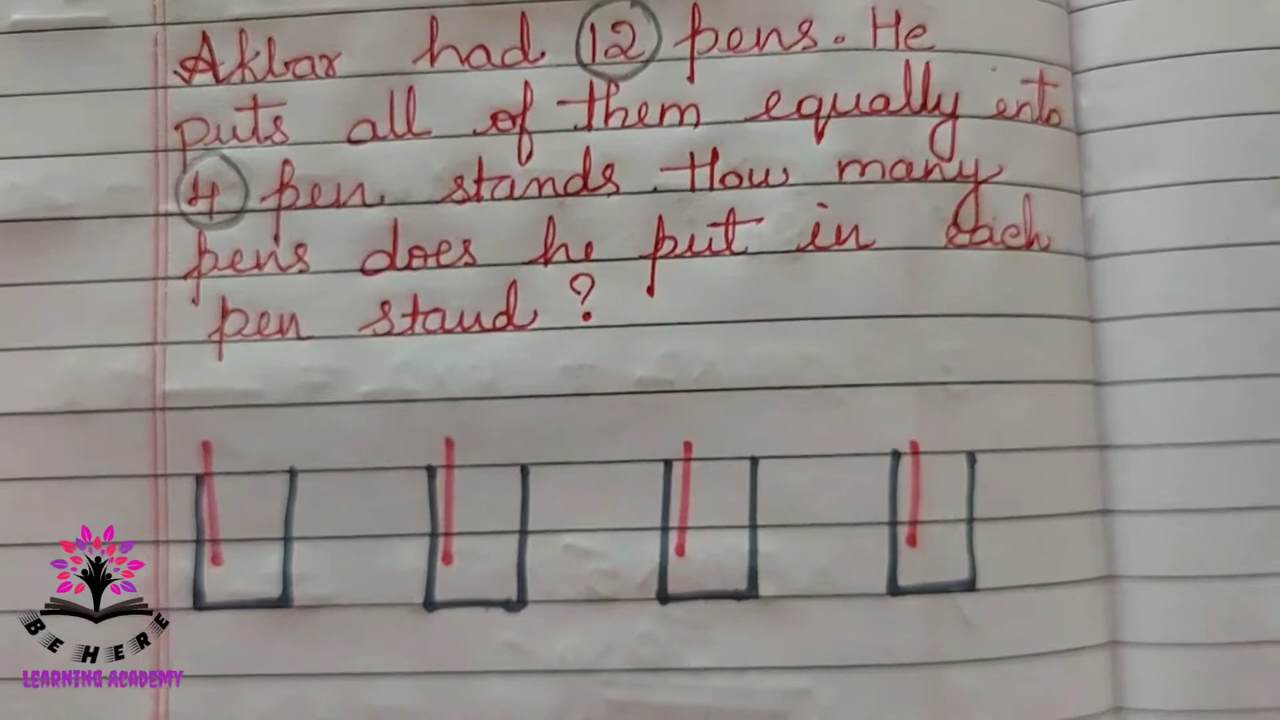 Akbar had 12 pens. He
puts all of them equally into
4 pen stands. How many
pens does he put in each
pen stand?
BE HERE
LEARNING ACADEMY